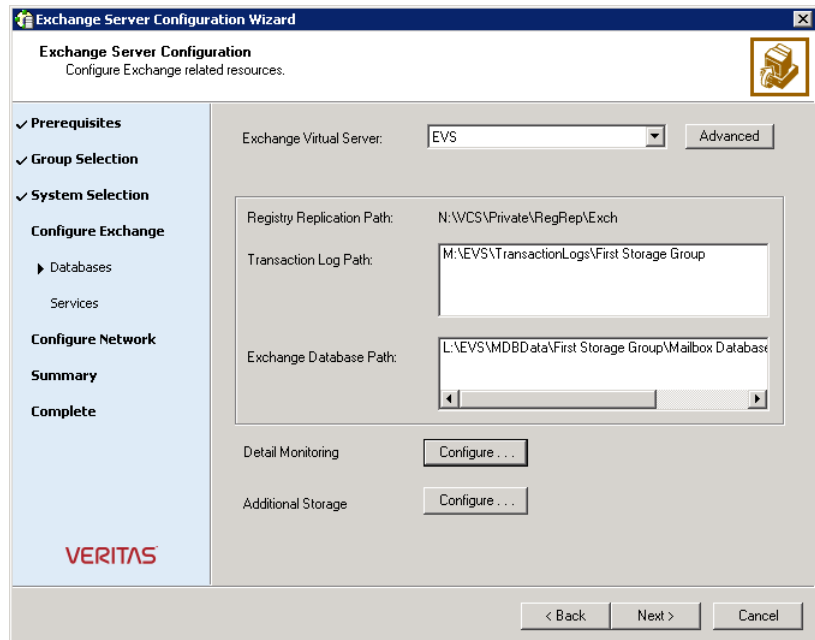 Exchange Server Configuration Wizard
Exchange Server Configuration
Configure Exchange related resources.
Prerequisites
Group Selection
System Selection
Configure Exchange
Databases
Services
Configure Network
Summary
Complete
VERITAS
Exchange Virtual Server:
EVS
Advanced
Registry Replication Path:
N:\VCS\Private\RegRep\Exch
Transaction Log Path:
M:\EVS\TransactionLogs\First Storage Group
Exchange Database Path:
L:\EVS\MDBData\First Storage Group\Mailbox Database
Detail Monitoring
Configure . . .
Additional Storage
Configure . . .
< Back
Next >
Cancel